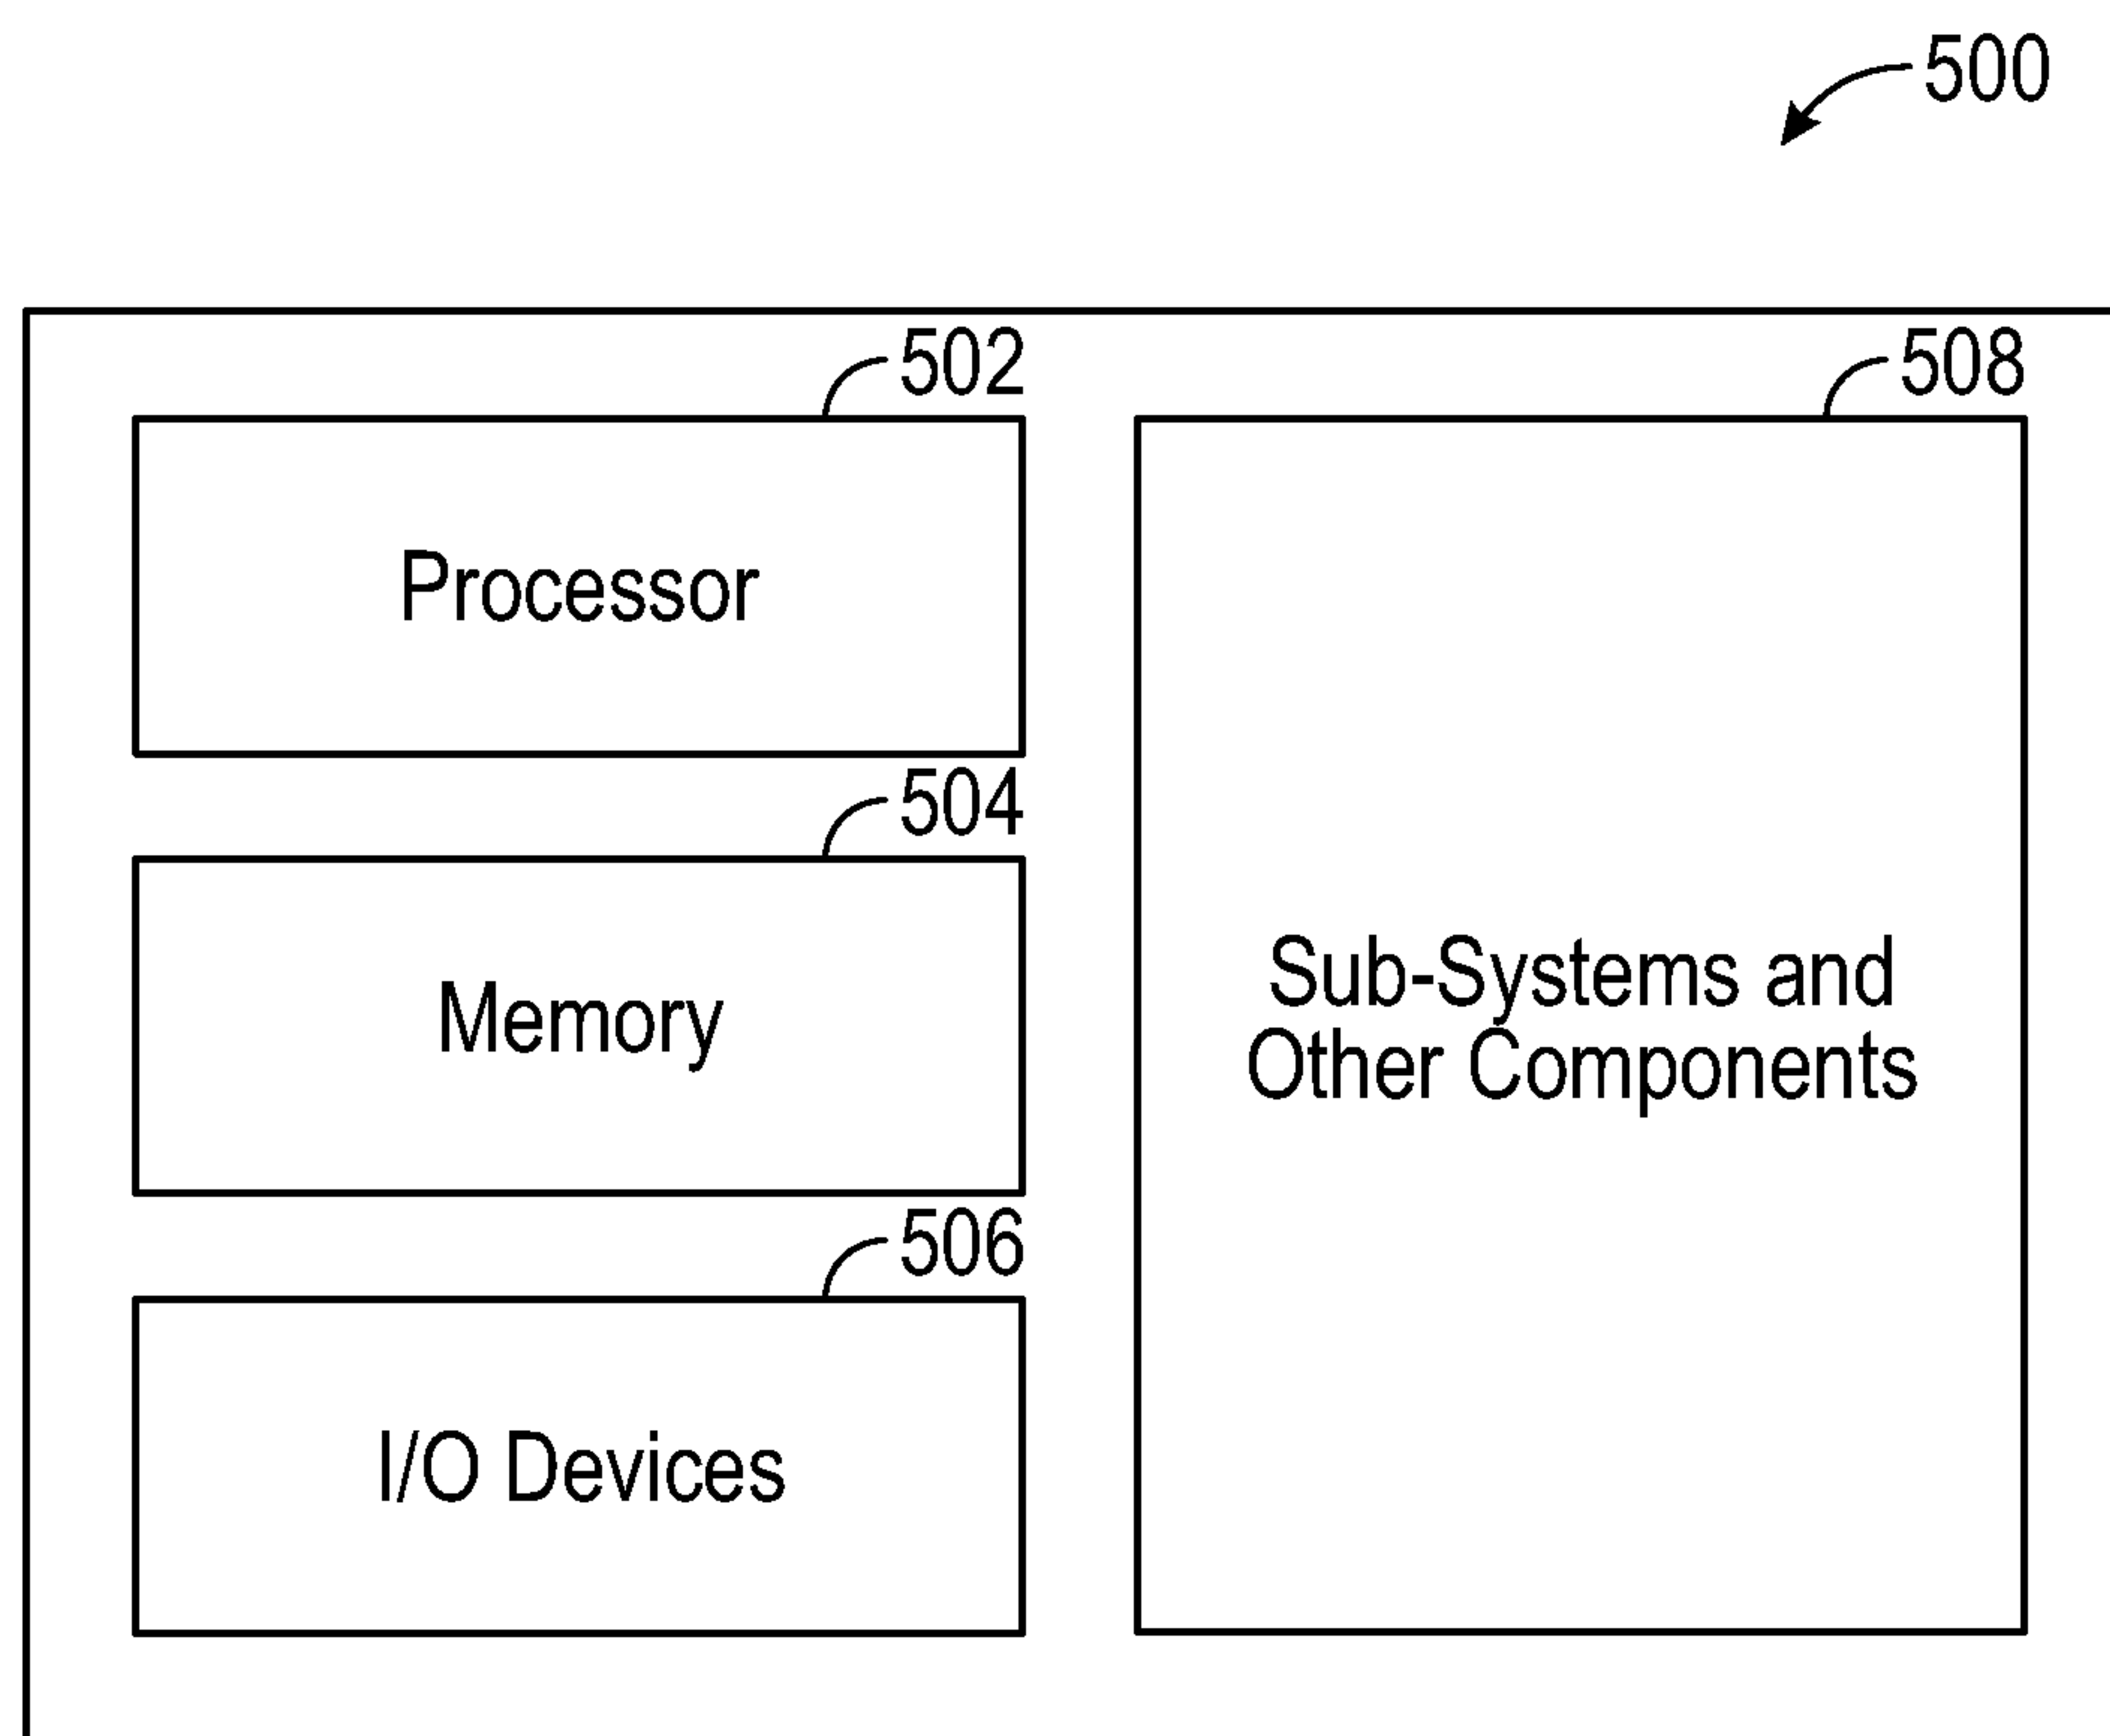 500
502
Processor
504
Memory
506
I/O Devices
508
Sub-Systems and
Other Components